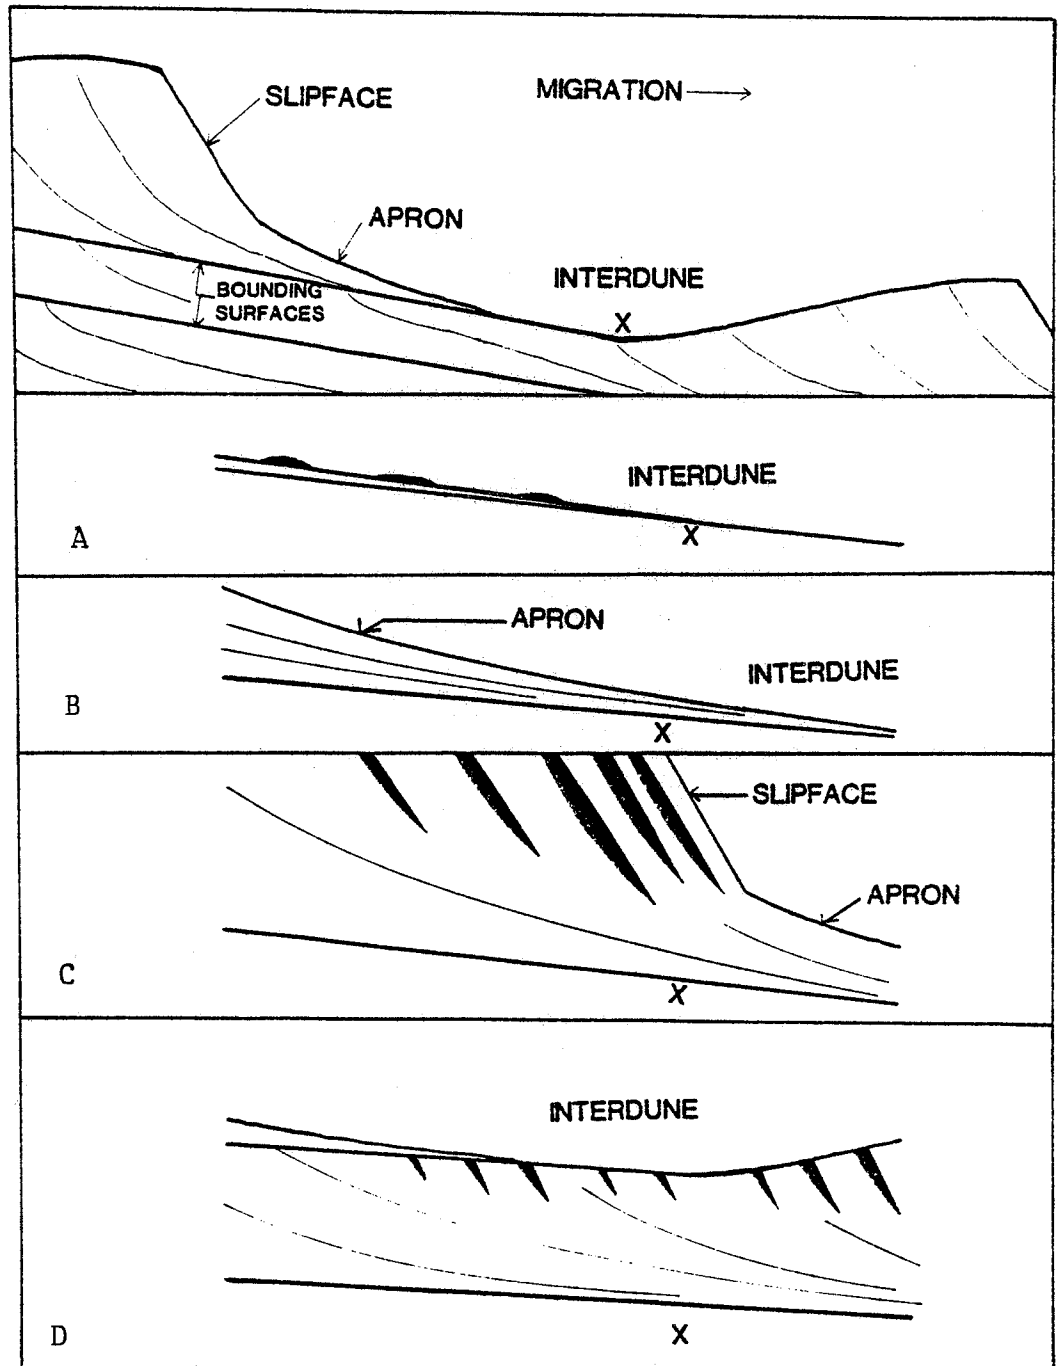 MIGRATION
SLIPFACE
APRON
INTERDUNE
BOUNDING
SURFACES
X
INTERDUNE
A
X
APRON
INTERDUNE
B
X
SLIPFACE
APRON
C
X
INTERDUNE
D
X